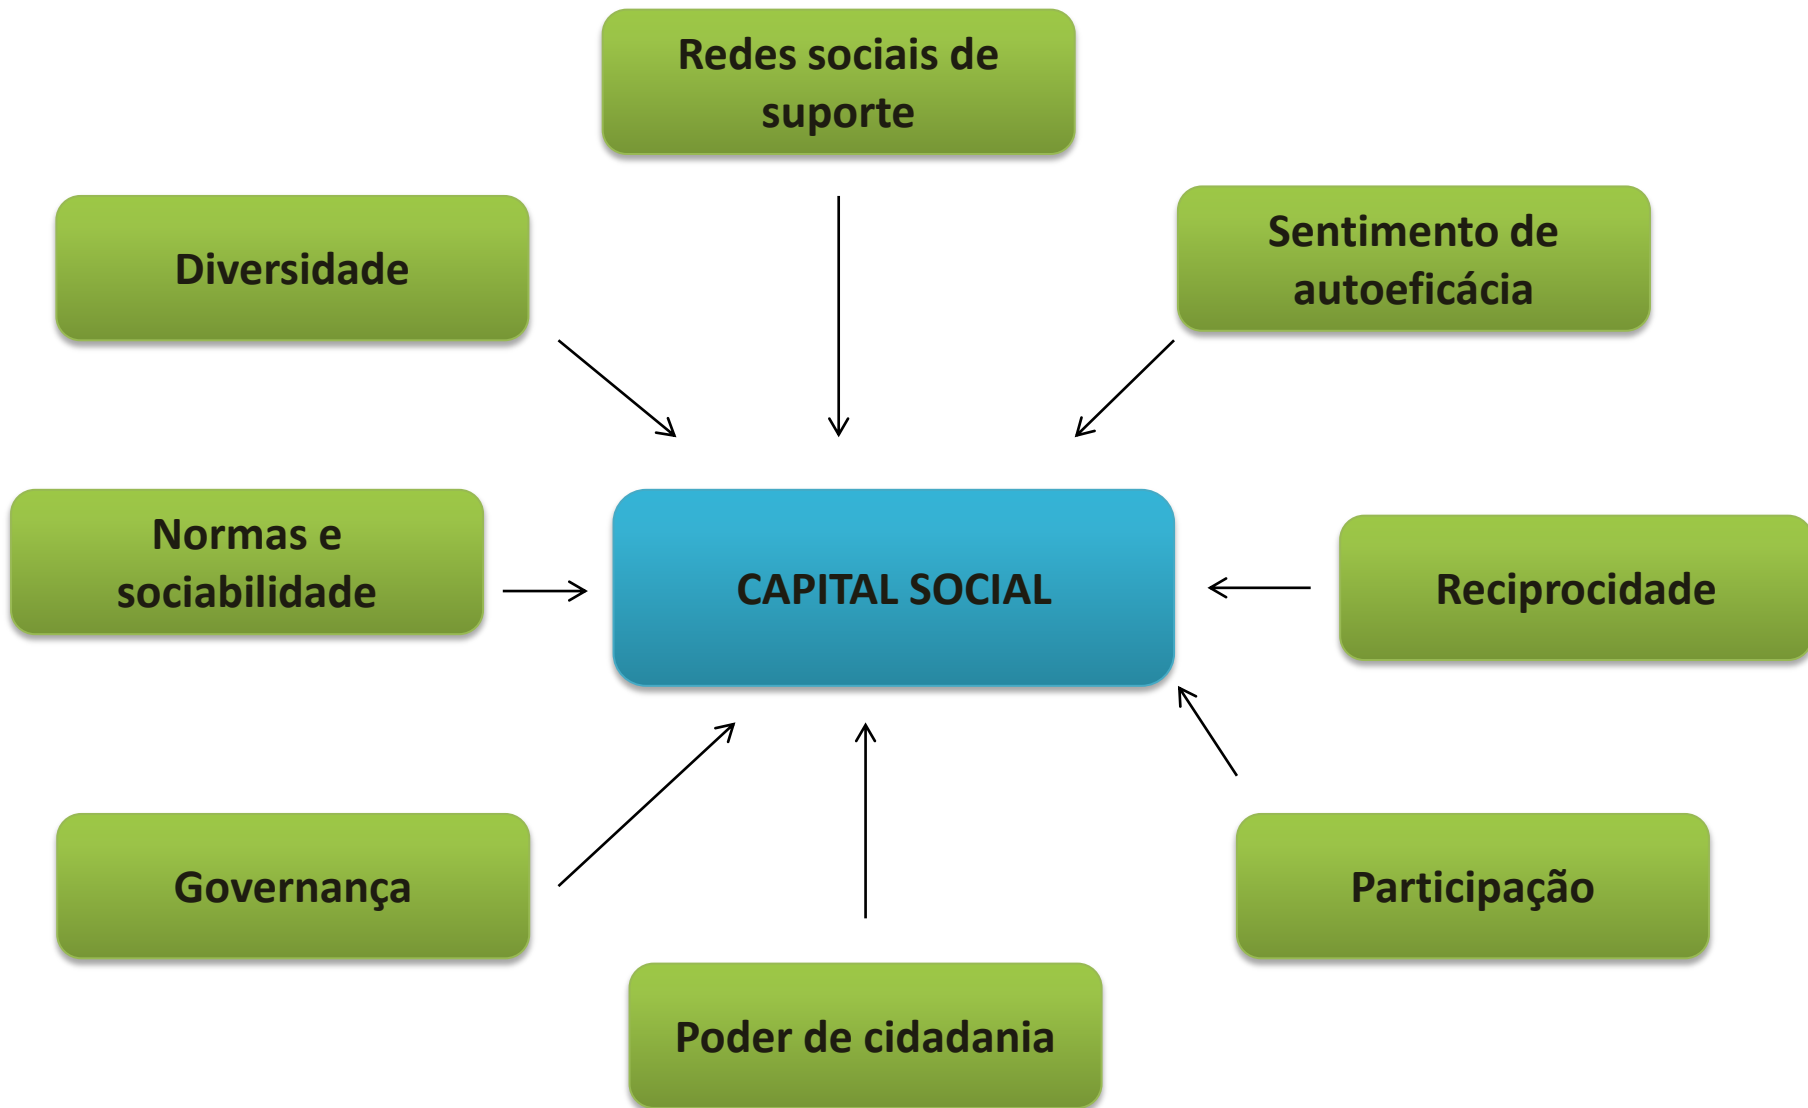 Redes sociais de
suporte
Diversidade
Sentimento de
autoeficácia
Normas e
sociabilidade
CAPITAL SOCIAL
Reciprocidade
Governança
Participação
Poder de cidadania